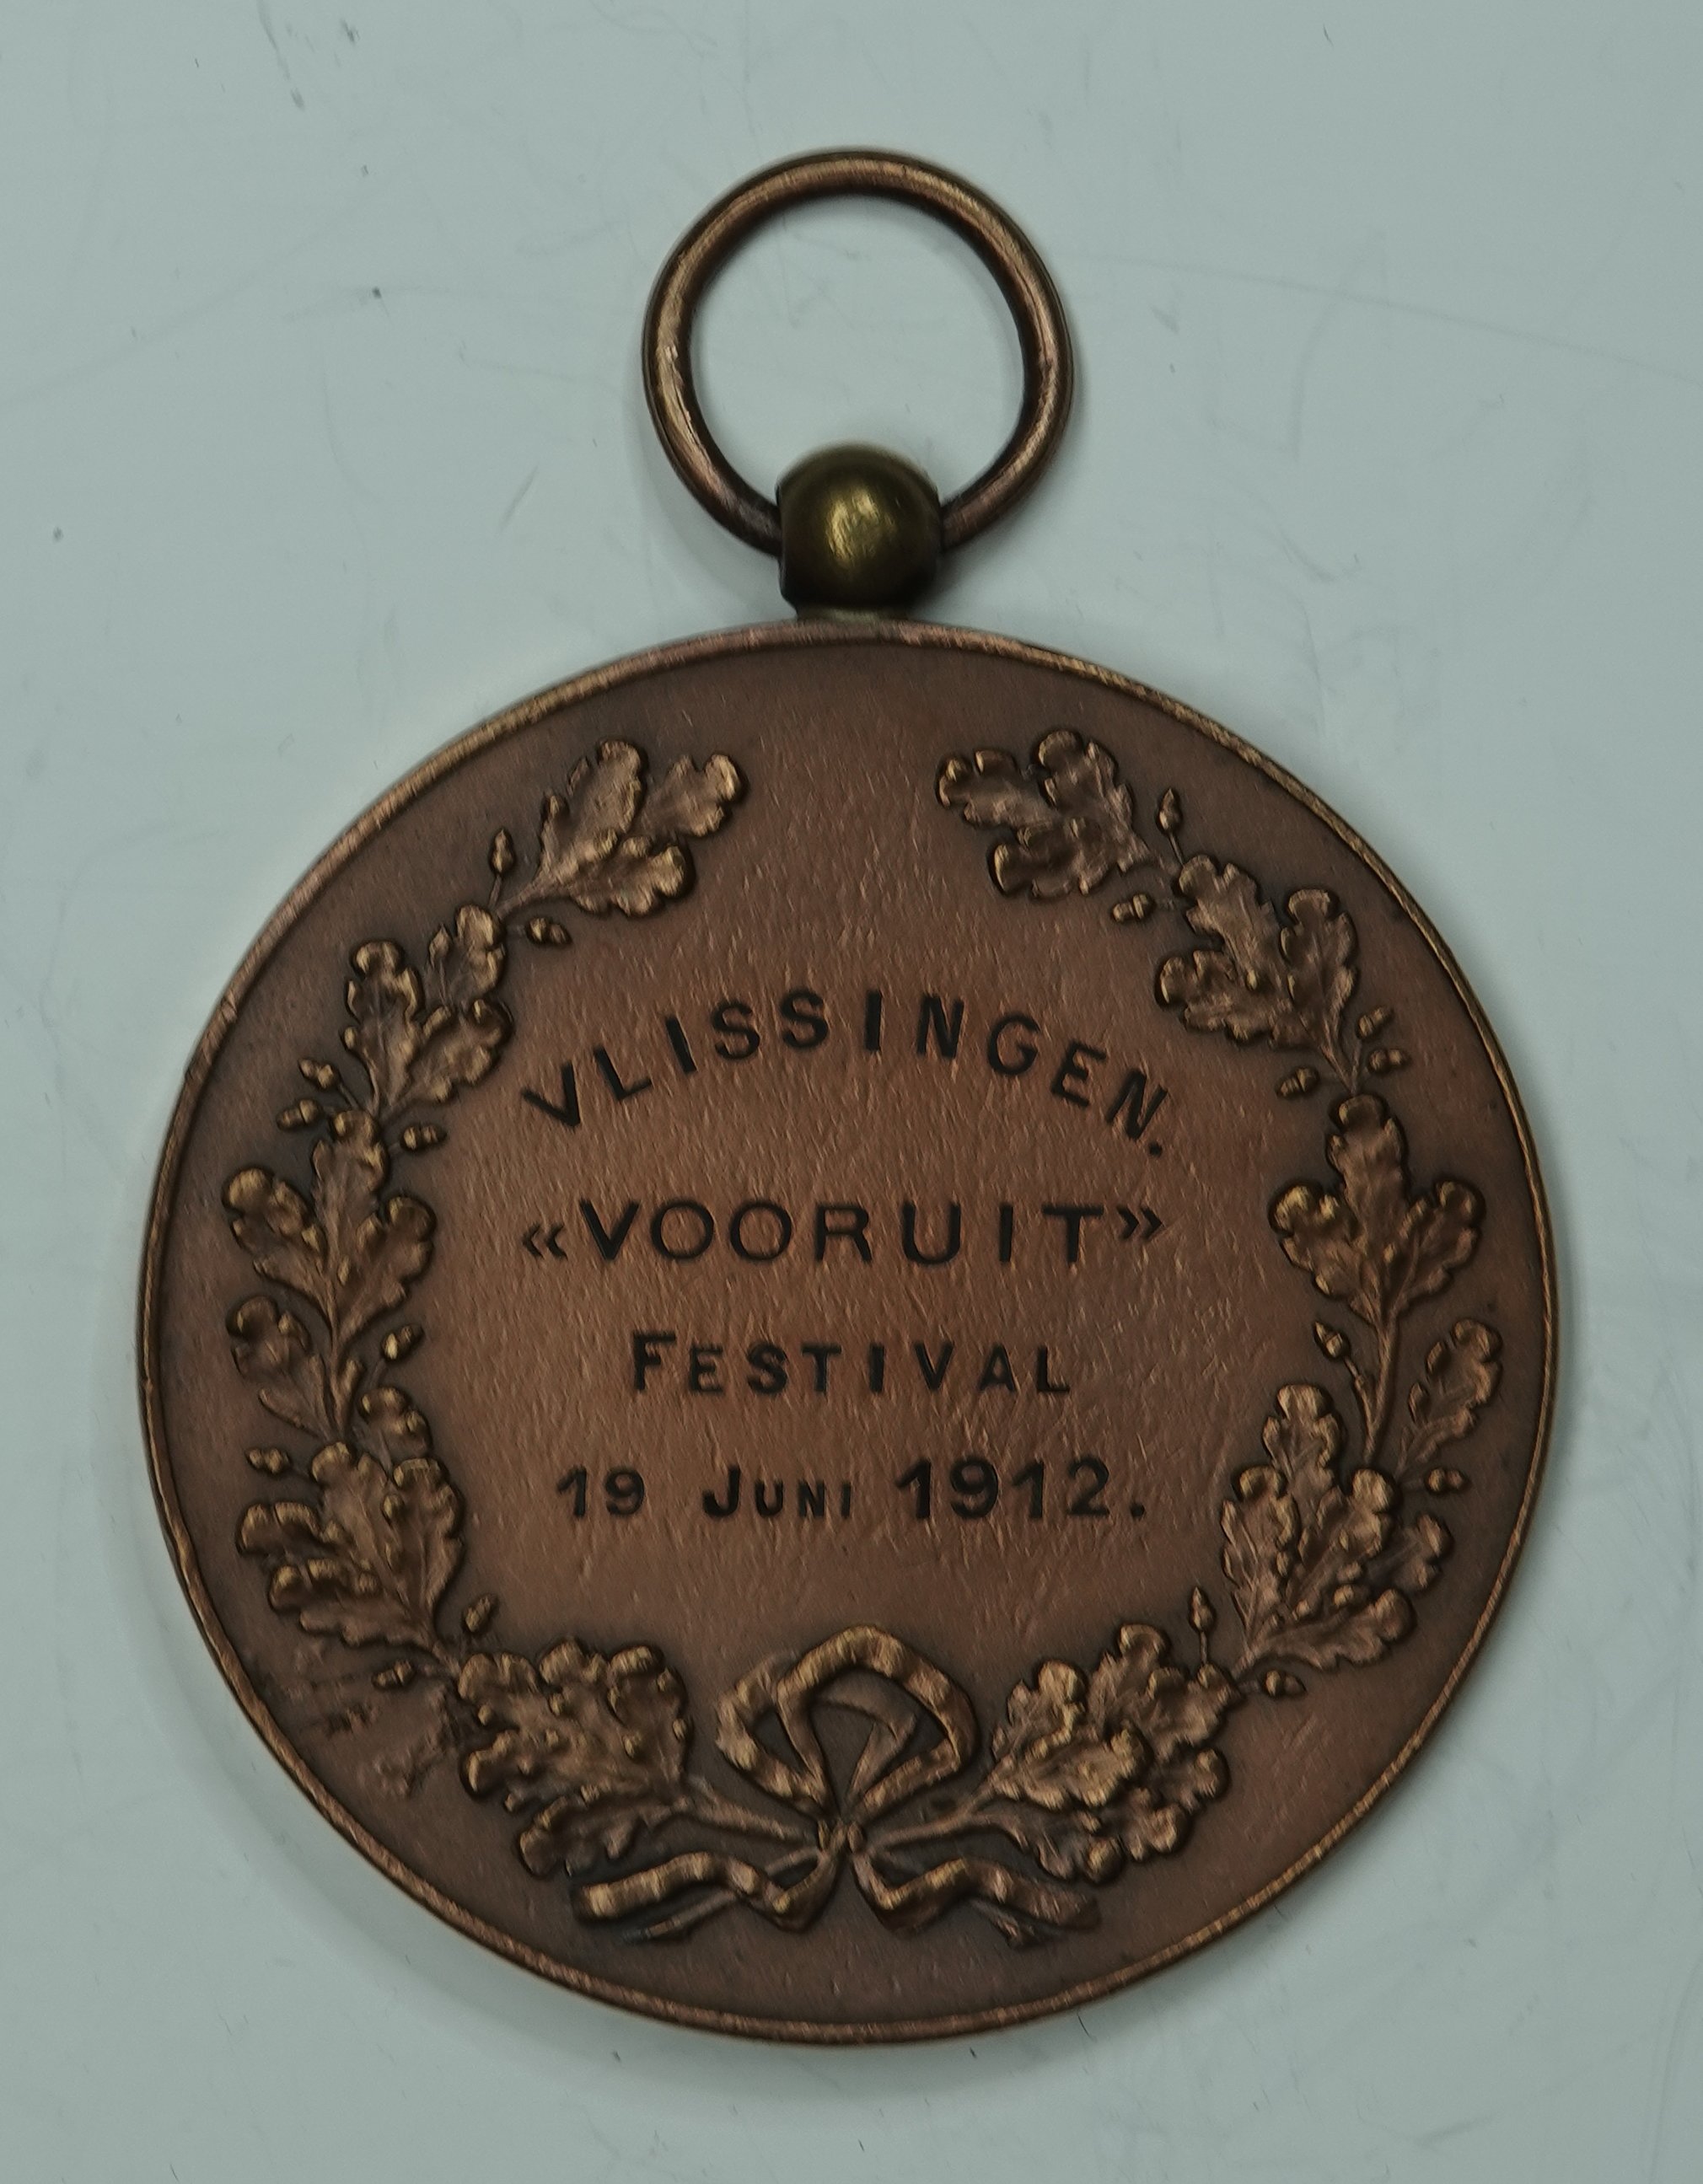 VLISSINGEN.
«VOORUIT»
FESTIVAL
19 JUNI 1912.